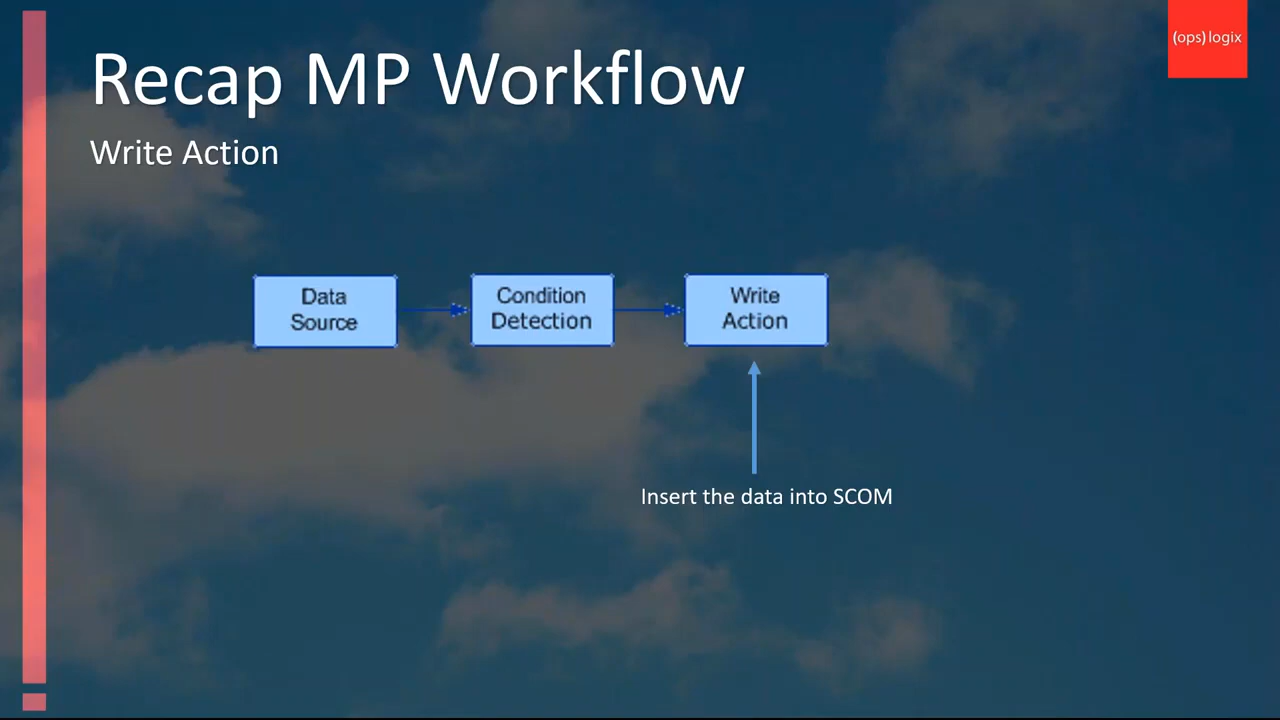 (ops)logix
Recap MP Workflow
Write Action
Data
Source
Condition
Detection
Write
Action
Insert the data into SCOM